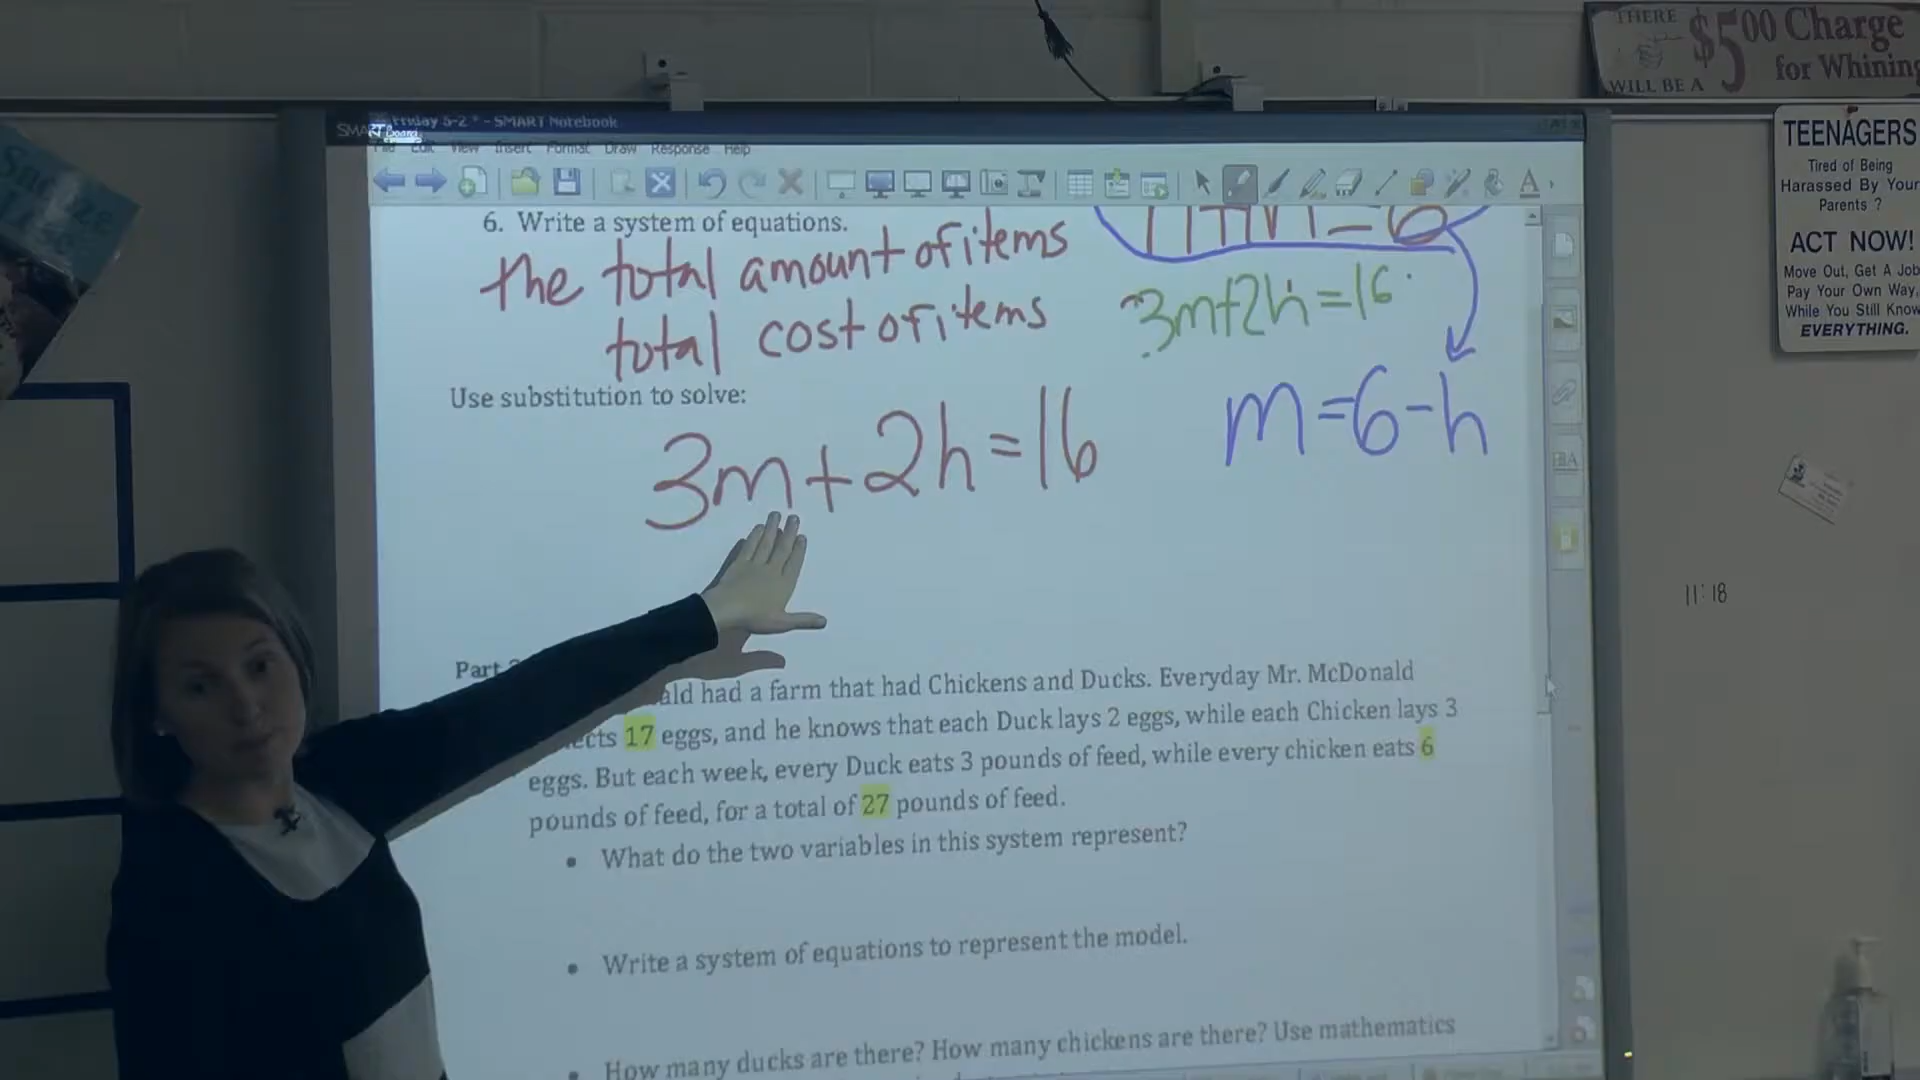 THERE
WILL BE A
$5.00 Charge
for Whining
TEENAGERS
Tired of Being
Harassed By Your
Parents ?
ACT NOW!
Move Out, Get A Job
Pay Your Own Way,
While You Still Know
EVERYTHING.
Friday 5-2 * - SMART Notebook
SMART Board
File Edit View Insert Format Draw Response Help
6. Write a system of equations.
the total amount of items
total cost of items
3m+2h=16
m=6-h
Use substitution to solve:
3m+2h=16
11:18
Part
ald had a farm that had Chickens and Ducks. Everyday Mr. McDonald
17 eggs, and he knows that each Duck lays 2 eggs, while each Chicken lays 3
eggs. But each week, every Duck eats 3 pounds of feed, while every chicken eats 6
pounds of feed, for a total of 27 pounds of feed.
• What do the two variables in this system represent?
• Write a system of equations to represent the model.
• How many ducks are there? How many chickens are there? Use mathematics